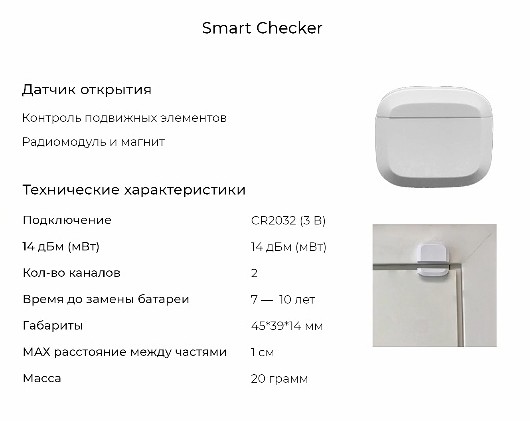 Smart Checker
Датчик открытия
Контроль подвижных элементов
Радиомодуль и магнит
Технические характеристики
Подключение CR2032 (3 В)
14 дБм (мВт) 14 дБм (мВт)
Кол-во каналов 2
Время до замены батареи 7 — 10 лет
Габариты 45*39*14 мм
MAX расстояние между частями 1 см
Масса 20 грамм